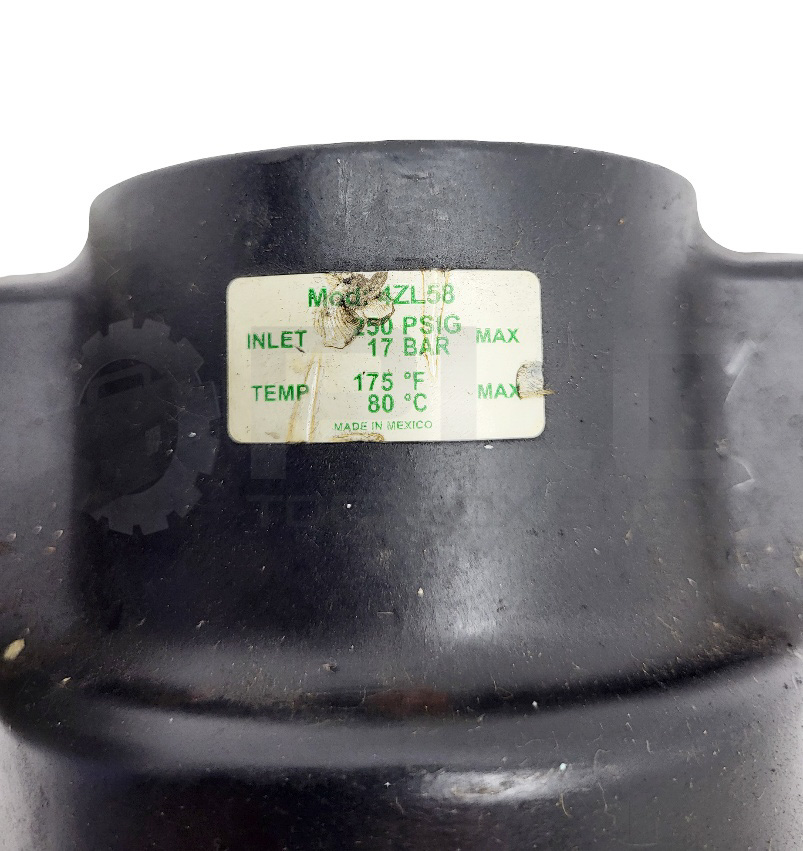 Mod. 4ZL58
INLET 250 PSIG MAX
17 BAR
TEMP 175 °F MAX
80 °C
MADE IN MEXICO